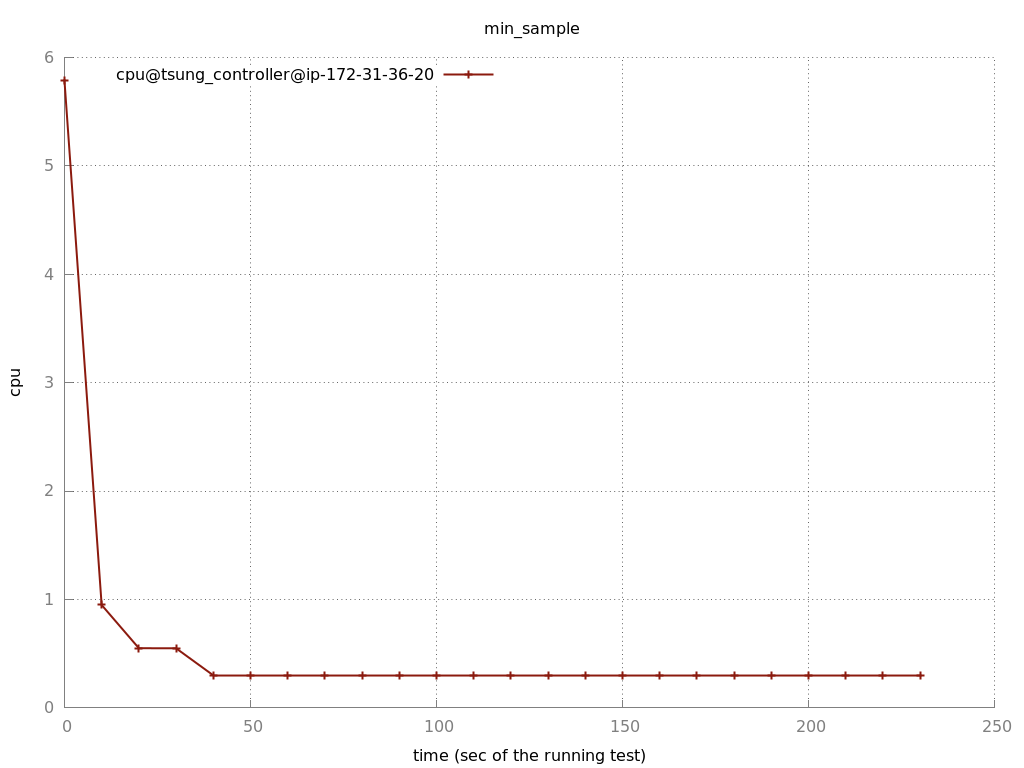 min_sample
cpu@tsung_controller@ip-172-31-36-20
6
5
4
3
2
1
0
cpu
0 50 100 150 200 250
time (sec of the running test)